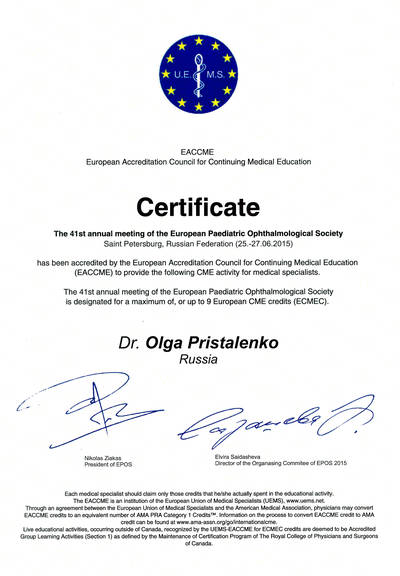 U.E.M.S.
EACCME
European Accreditation Council for Continuing Medical Education
Certificate
The 41st annual meeting of the European Paediatric Ophthalmological Society
Saint Petersburg, Russian Federation (25.-27.06.2015)
has been accredited by the European Accreditation Council for Continuing Medical Education
(EACCME) to provide the following CME activity for medical specialists.
The 41st annual meeting of the European Paediatric Ophthalmological Society
is designated for a maximum of, or up to 9 European CME credits (ECMEC).
Dr. Olga Pristalenko
Russia
Nikolas Ziakas
President of EPOS
Elvira Saidasheva
Director of the Organasing Commitee of EPOS 2015
Each medical specialist should claim only those credits that he/she actually spent in the educational activity.
The EACCME is an institution of the European Union of Medical Specialists (UEMS), www.uems.net.
Through an agreement between the European Union of Medical Specialists and the American Medical Association, physicians may convert
EACCME credits to an equivalent number of AMA PRA Category 1 Credits™. Information on the process to convert EACCME credit to AMA
credit can be found at www.ama-assn.org/go/internationalcme.
Live educational activities, occurring outside of Canada, recognized by the UEMS-EACCME for ECMEC credits are deemed to be Accredited
Group Learning Activities (Section 1) as defined by the Maintenance of Certification Program of The Royal College of Physicians and Surgeons
of Canada.